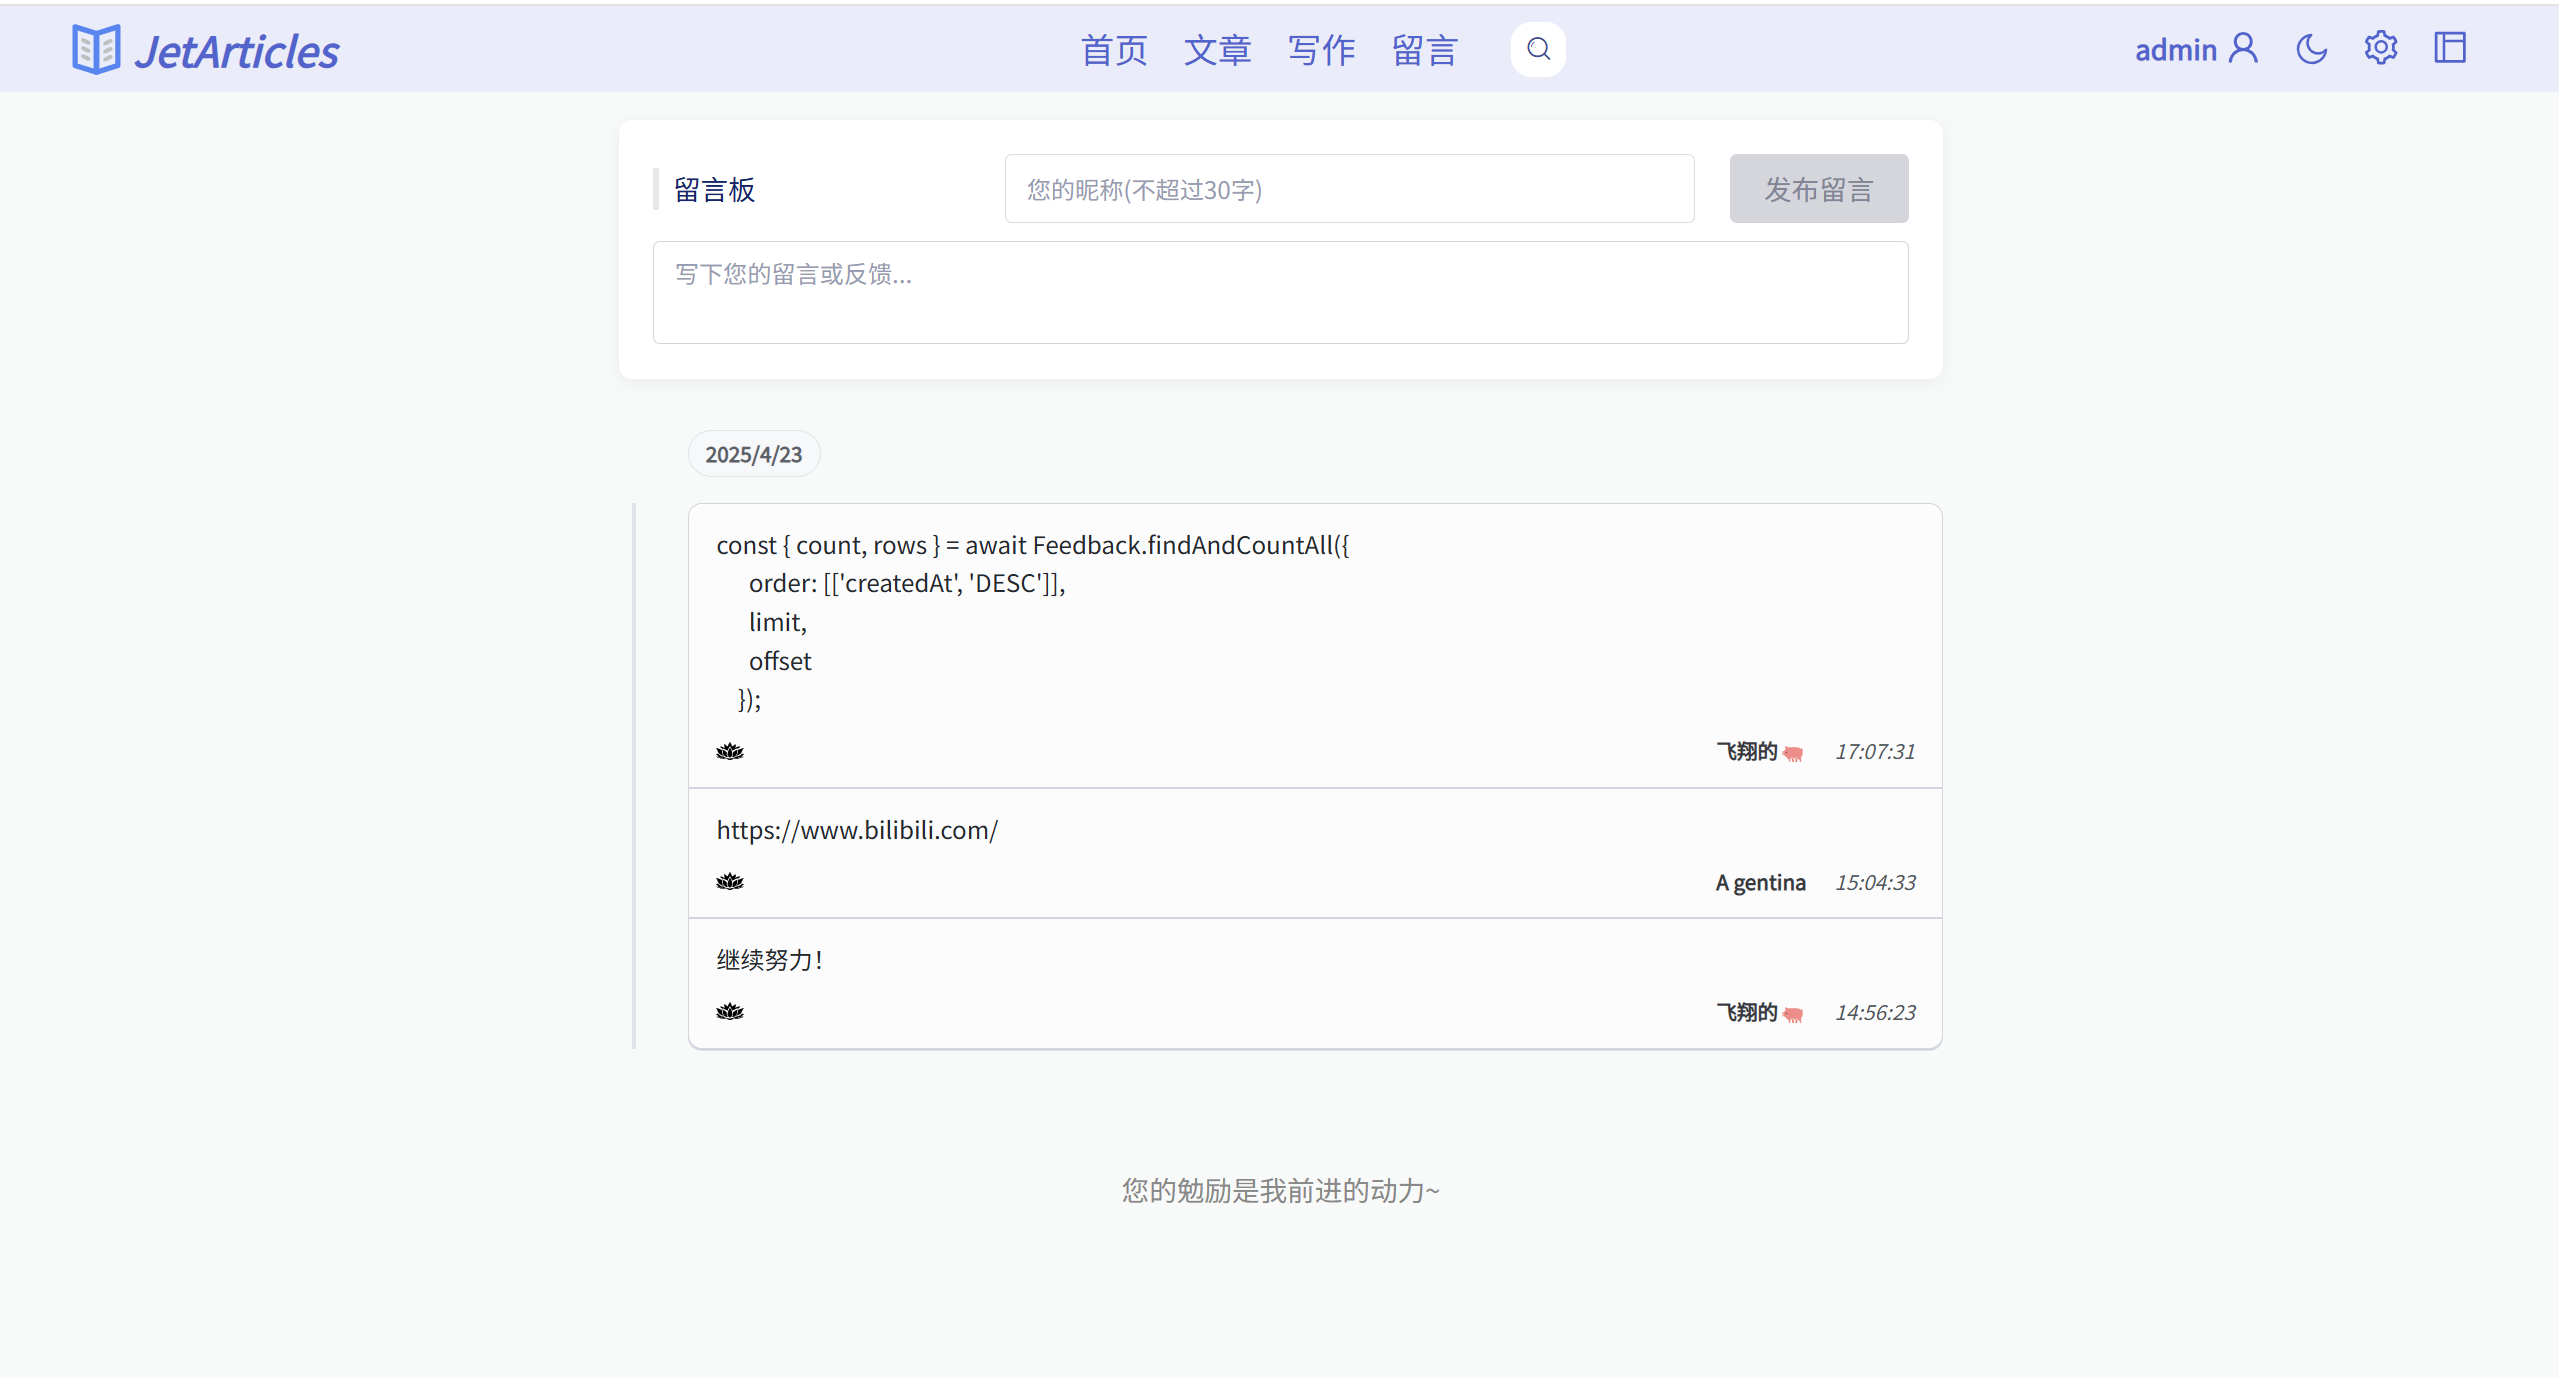 JetArticles
首页 文章 写作 留言
admin
留言板
您的昵称(不超过30字)
发布留言
写下您的留言或反馈...
2025/4/23
const { count, rows } = await Feedback.findAndCountAll({
      order: [['createdAt', 'DESC']],
      limit,
      offset
    });
飞翔的🐖 17:07:31
https://www.bilibili.com/
A gentina 15:04:33
继续努力！
飞翔的🐖 14:56:23
您的勉励是我前进的动力~